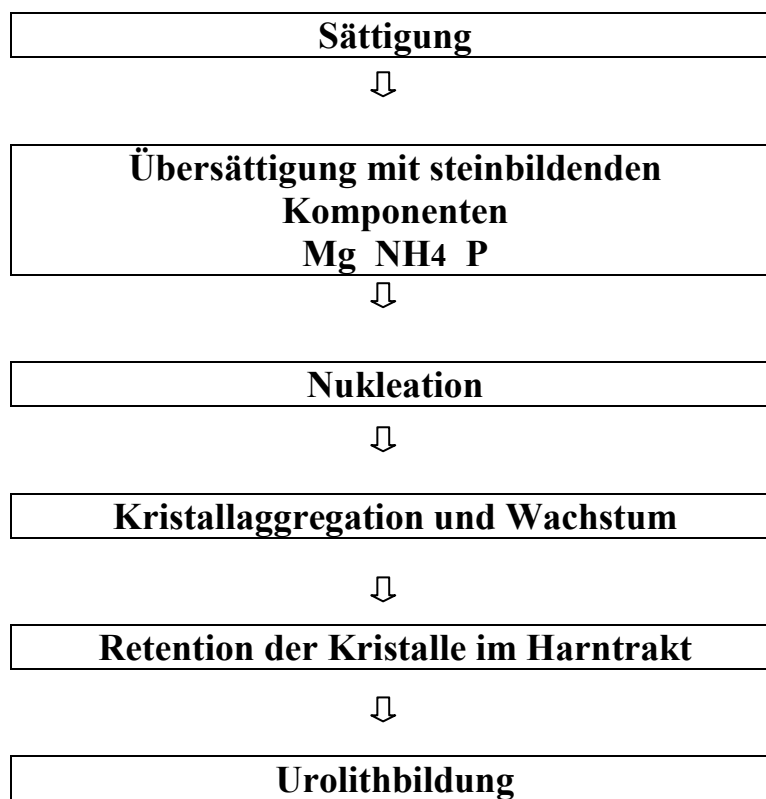 Sättigung
⇩
Übersättigung mit steinbildenden
Komponenten
Mg NH4 P
⇩
Nukleation
⇩
Kristallaggregation und Wachstum
⇩
Retention der Kristalle im Harntrakt
⇩
Urolithbildung